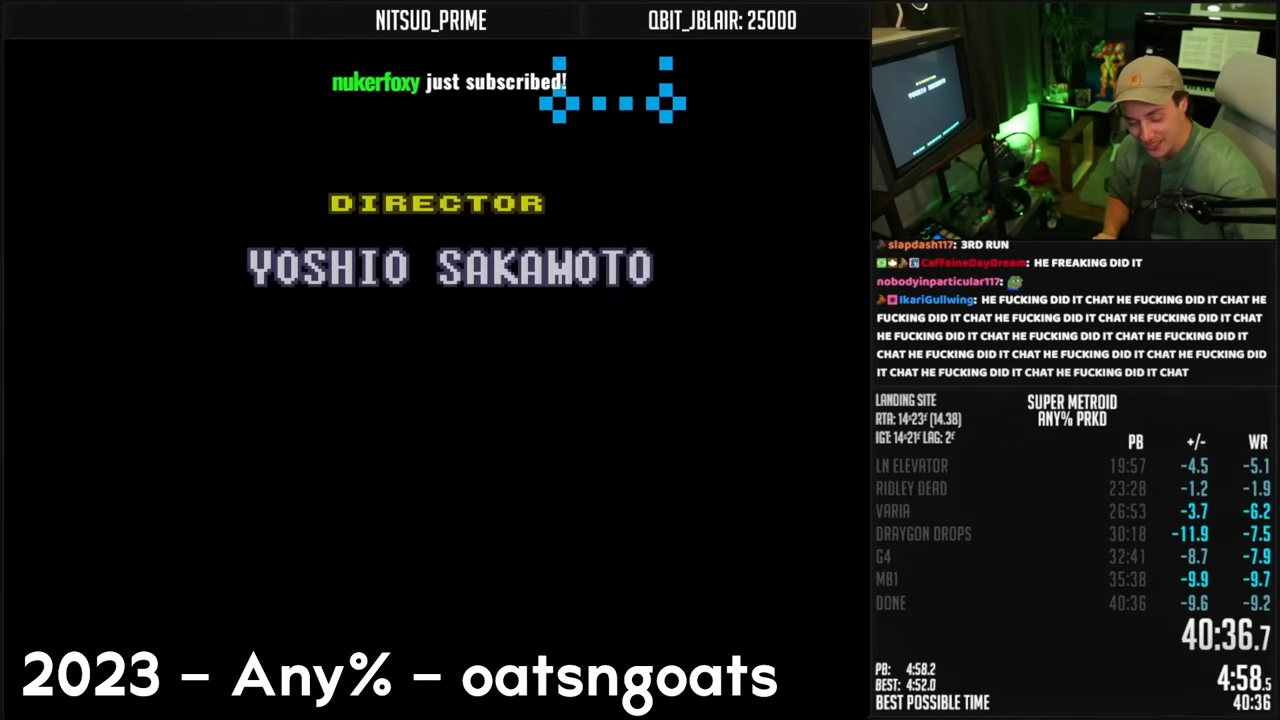 NITSUD_PRIME
QBIT_JBLAIR: 25000
nukerfoxy just subscribed!
DIRECTOR
YOSHIO SAKAMOTO
slapdash117: 3RD RUN
CaffeineDayDream: HE FREAKING DID IT
nobodyinparticular117:
IkariGullwing: HE FUCKING DID IT CHAT HE FUCKING DID IT CHAT HE
FUCKING DID IT CHAT HE FUCKING DID IT CHAT HE FUCKING DID IT CHAT
HE FUCKING DID IT CHAT HE FUCKING DID IT CHAT HE FUCKING DID IT
CHAT HE FUCKING DID IT CHAT HE FUCKING DID IT CHAT HE FUCKING DID
IT CHAT HE FUCKING DID IT CHAT HE FUCKING DID IT CHAT
LANDING SITE
RTA: 14s23f (14.38)
IGT: 14s21f LAG: 2f
SUPER METROID
ANY% PRKD
PB +/- WR
LN ELEVATOR 19:57 -4.5 -5.1
RIDLEY DEAD 23:28 -1.2 -1.9
VARIA 26:53 -3.7 -6.2
DRAYGON DROPS 30:18 -11.9 -7.5
G4 32:41 -8.7 -7.9
MB1 35:38 -9.9 -9.7
DONE 40:36 -9.6 -9.2
40:36.7
PB: 4:58.2
BEST: 4:52.0
4:58.5
BEST POSSIBLE TIME 40:36
2023 – Any% – oatsngoats